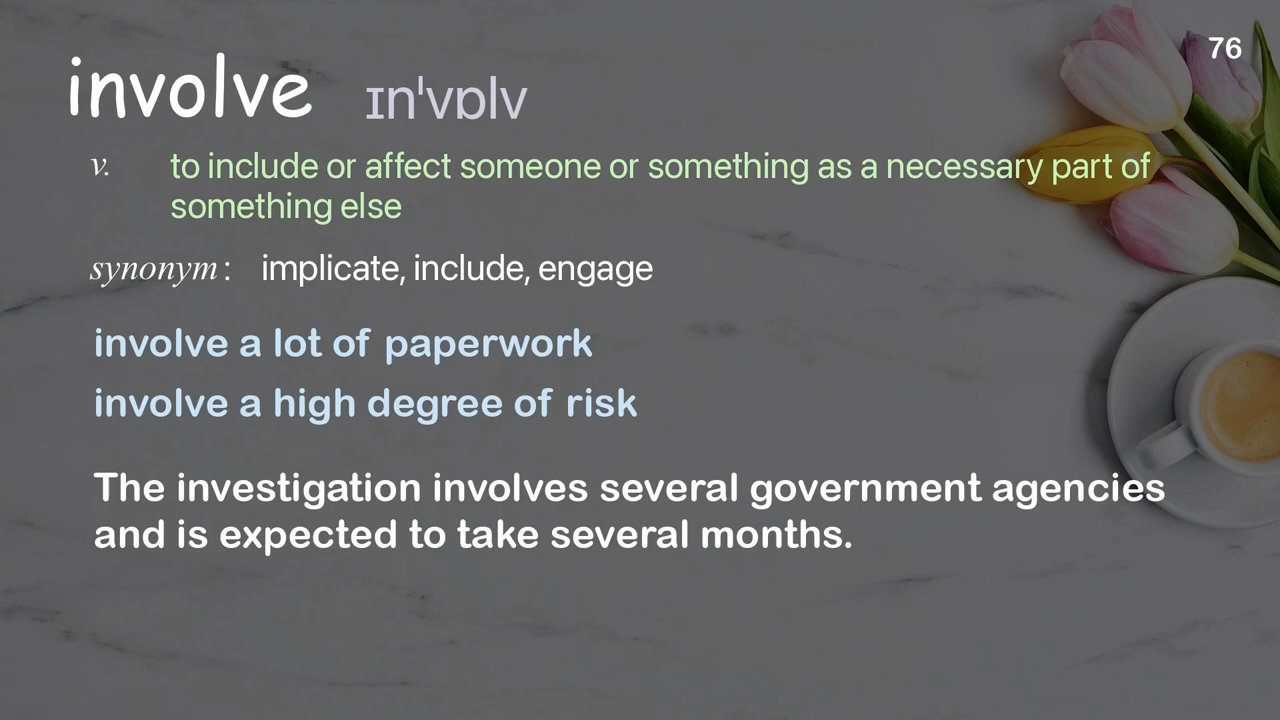 76
involve ɪnˈvɒlv
v. to include or affect someone or something as a necessary part of
something else
synonym : implicate, include, engage
involve a lot of paperwork
involve a high degree of risk
The investigation involves several government agencies
and is expected to take several months.